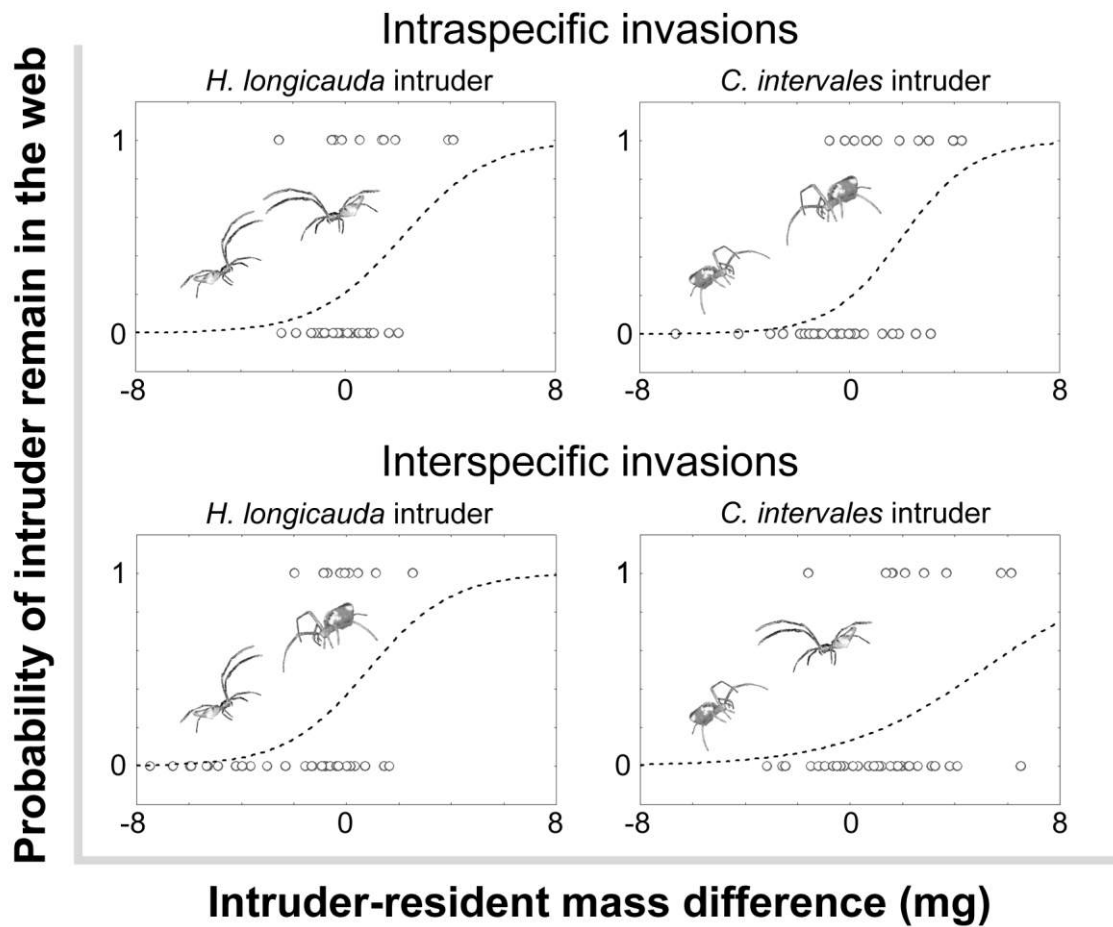 Probability of intruder remain in the web
Intraspecific invasions
H. longicauda intruder
C. intervales intruder
1
0
-8
0
8
1
0
-8
0
8
Interspecific invasions
H. longicauda intruder
C. intervales intruder
1
0
-8
0
8
1
0
-8
0
8
Intruder-resident mass difference (mg)